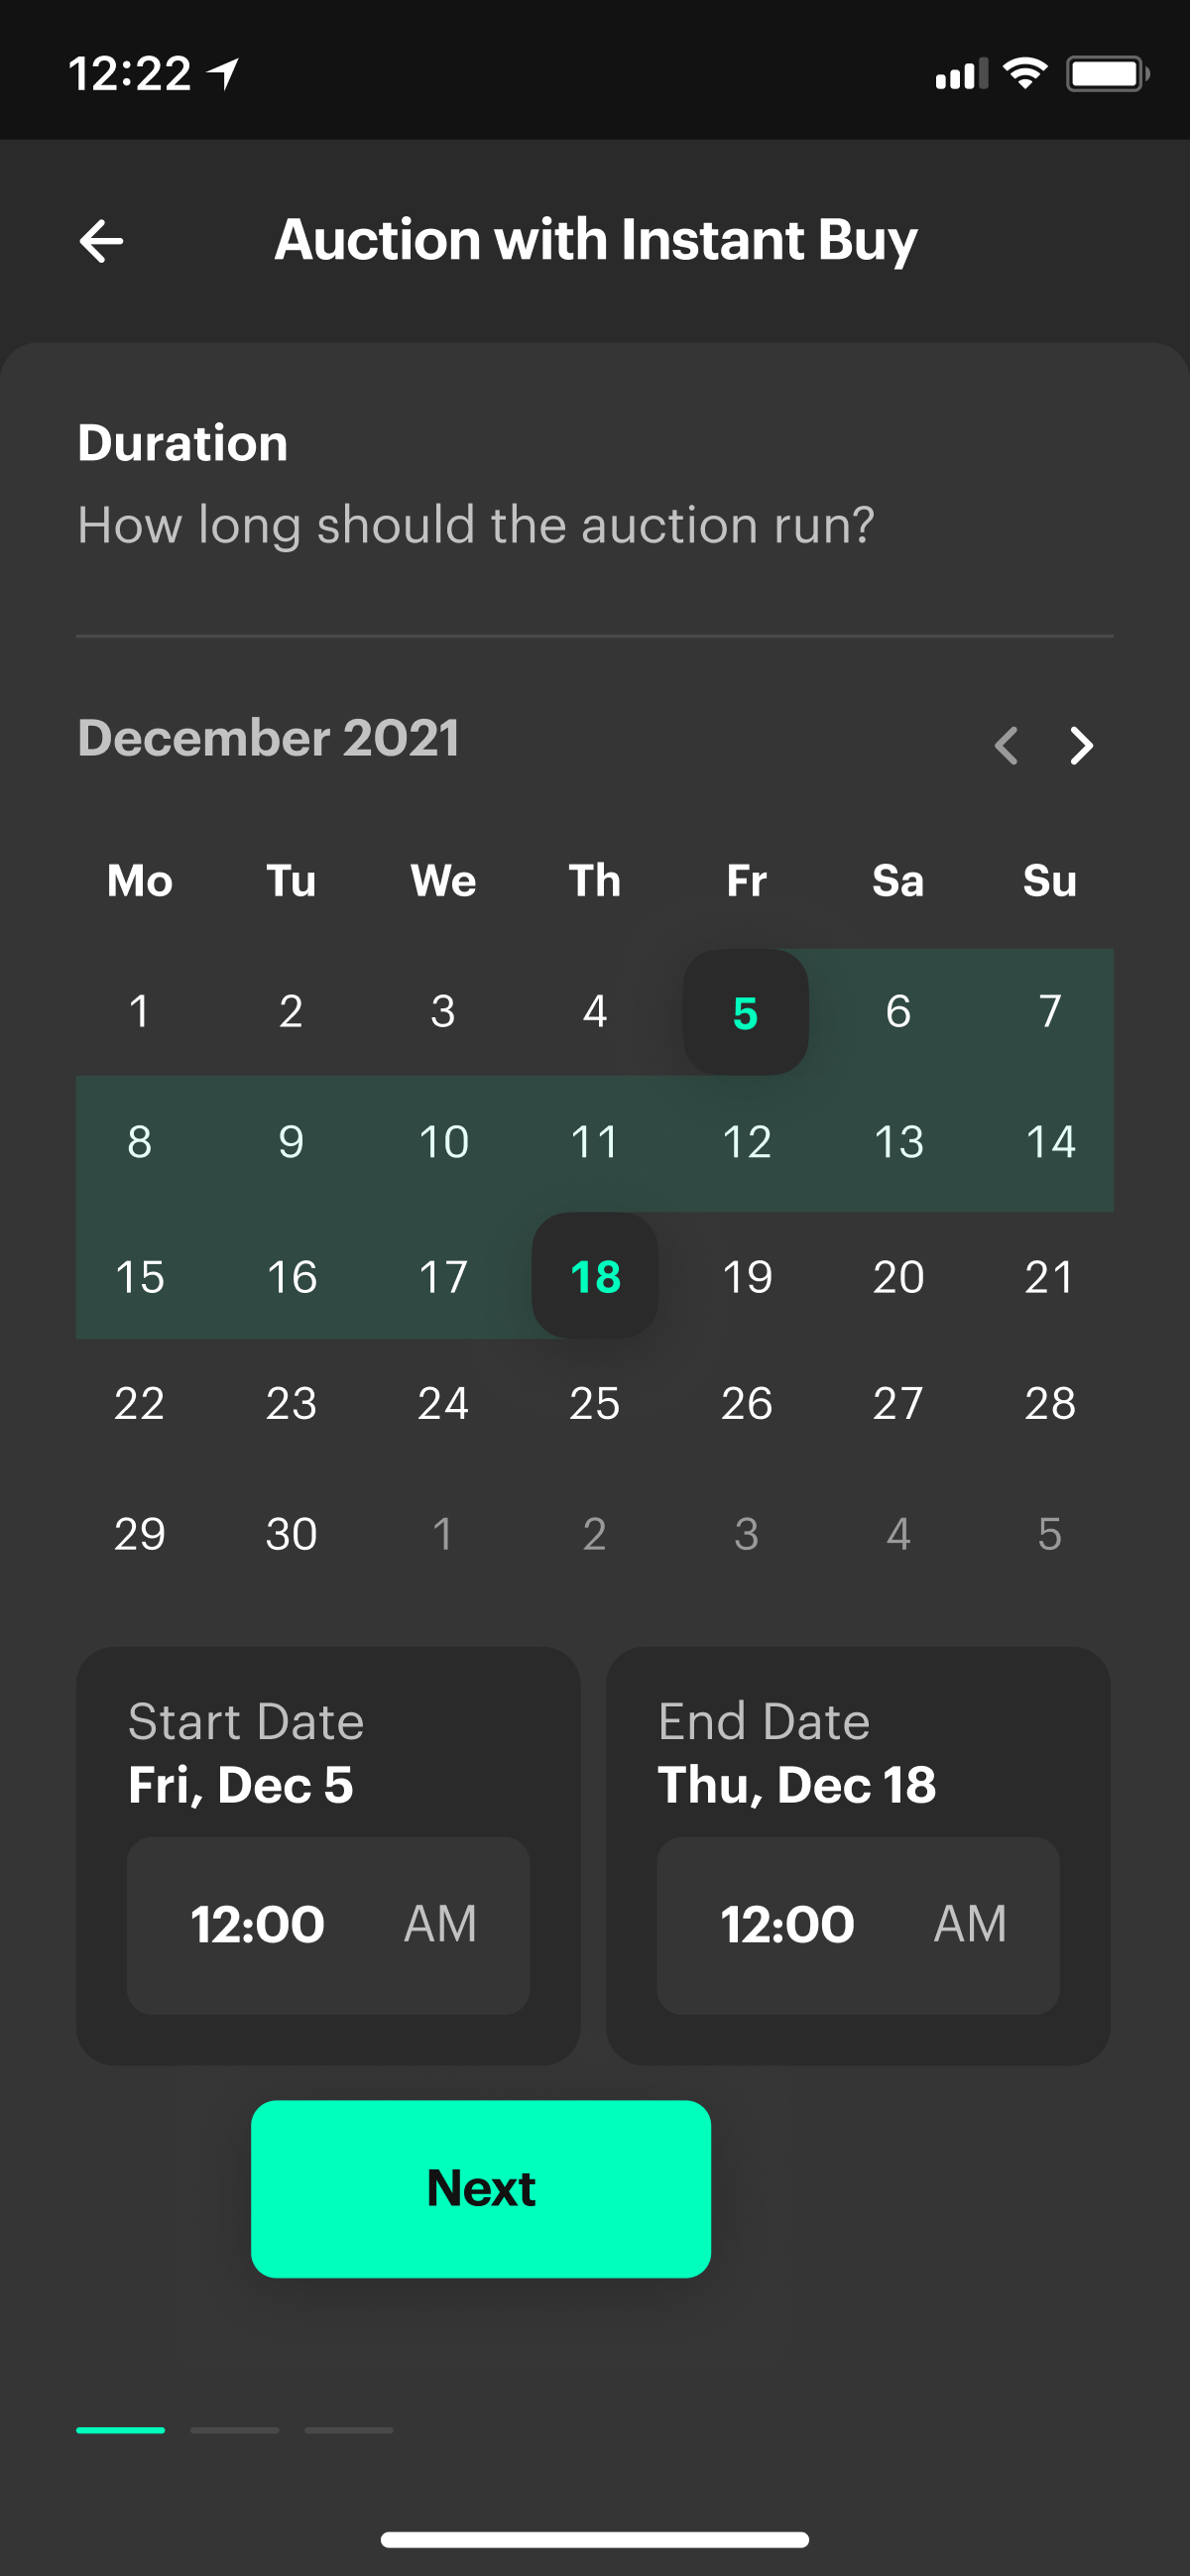 12:22
Auction with Instant Buy
Duration
How long should the auction run?
December 2021
Mo Tu We Th Fr Sa Su
1 2 3 4 5 6 7
8 9 10 11 12 13 14
15 16 17 18 19 20 21
22 23 24 25 26 27 28
29 30 1 2 3 4 5
Start Date
Fri, Dec 5
12:00 AM
End Date
Thu, Dec 18
12:00 AM
Next